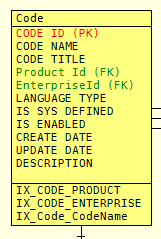 Code
CODE ID (PK)
CODE NAME
CODE TITLE
Product Id (FK)
EnterpriseId (FK)
LANGUAGE TYPE
IS SYS DEFINED
IS ENABLED
CREATE DATE
UPDATE DATE
DESCRIPTION
IX_CODE_PRODUCT
IX_CODE_ENTERPRISE
IX_Code_CodeName